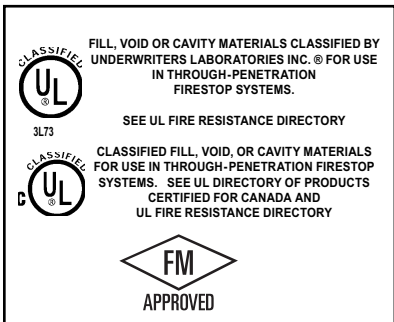 CLASSIFIED
UL
®
3L73
FILL, VOID OR CAVITY MATERIALS CLASSIFIED BY
UNDERWRITERS LABORATORIES INC. ® FOR USE
IN THROUGH-PENETRATION
FIRESTOP SYSTEMS.
SEE UL FIRE RESISTANCE DIRECTORY
CLASSIFIED
C
UL
®
CLASSIFIED FILL, VOID, OR CAVITY MATERIALS
FOR USE IN THROUGH-PENETRATION FIRESTOP
SYSTEMS. SEE UL DIRECTORY OF PRODUCTS
CERTIFIED FOR CANADA AND
UL FIRE RESISTANCE DIRECTORY
FM
APPROVED